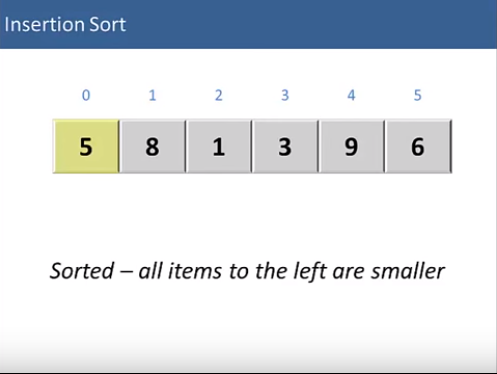 Insertion Sort
0 1 2 3 4 5
5 8 1 3 9 6
Sorted – all items to the left are smaller